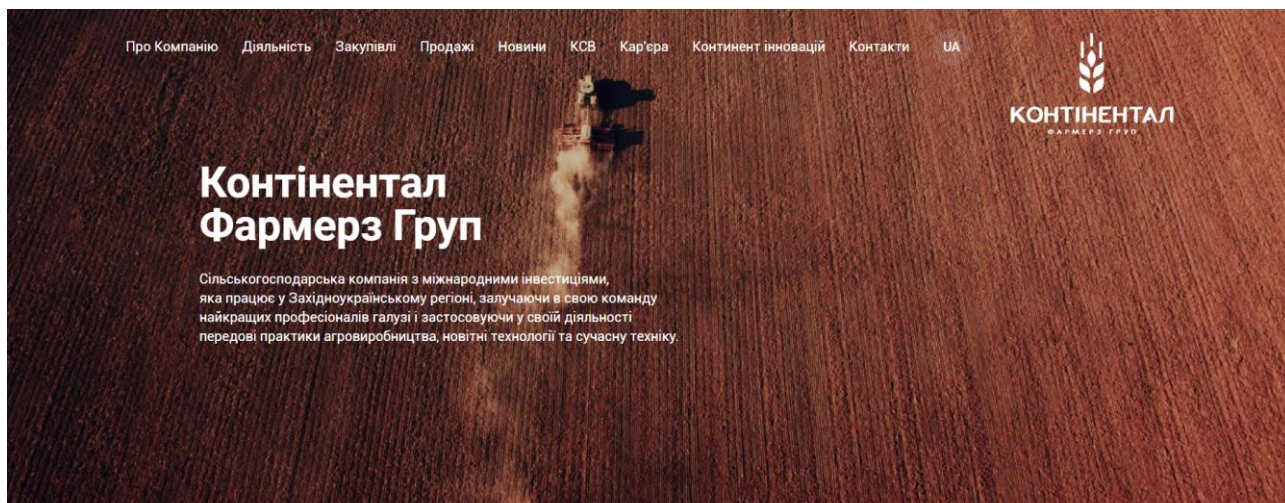 Про Компанію Діяльність Закупівлі Продажі Новини КСВ Кар'єра Континент інновацій Контакти UA
КОНТІНЕНТАЛ
ФАРМЕРЗ ГРУП
Контінентал
Фармерз Груп
Сільськогосподарська компанія з міжнародними інвестиціями,
яка працює у Західноукраїнському регіоні, залучаючи в свою команду
найкращих професіоналів галузі і застосовуючи у своїй діяльності
передові практики агровиробництва, новітні технології та сучасну техніку.